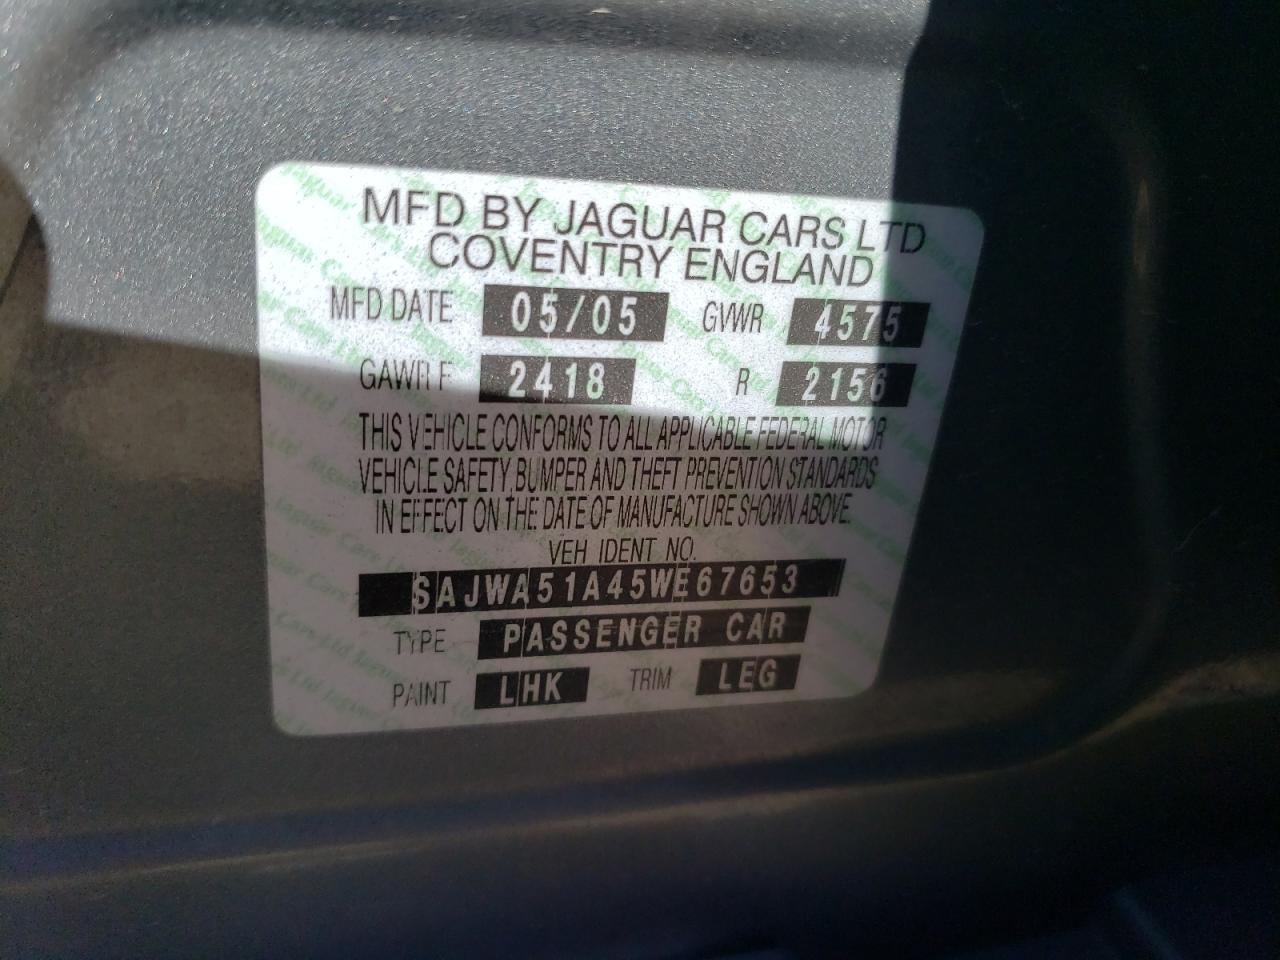 MFD BY JAGUAR CARS LTD
COVENTRY ENGLAND
MFD DATE 05/05 GVWR 4575
GAWR F 2418 R 2156
THIS VEHICLE CONFORMS TO ALL APPLICABLE FEDERAL MOTOR
VEHICLE SAFETY, BUMPER AND THEFT PREVENTION STANDARDS
IN EFFECT ON THE DATE OF MANUFACTURE SHOWN ABOVE.
VEH IDENT NO.
SAJWA51A45WE67653
TYPE PASSENGER CAR
PAINT LHK TRIM LEG